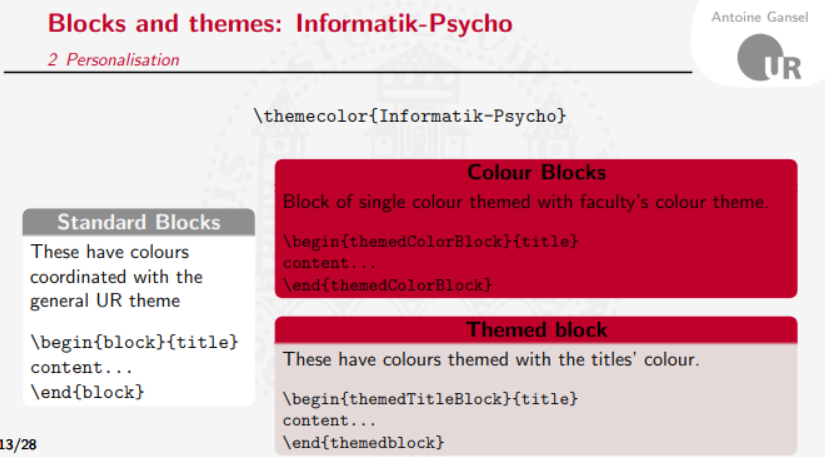 Blocks and themes: Informatik-Psycho
Antoine Gansel
2 Personalisation
UR
\themecolor{Informatik-Psycho}
Standard Blocks
These have colours
coordinated with the
general UR theme
\begin{block}{title}
content...
\end{block}
Colour Blocks
Block of single colour themed with faculty's colour theme.
\begin{themedColorBlock}{title}
content...
\end{themedColorBlock}
Themed block
These have colours themed with the titles' colour.
\begin{themedTitleBlock}{title}
content...
\end{themedblock}
13/28